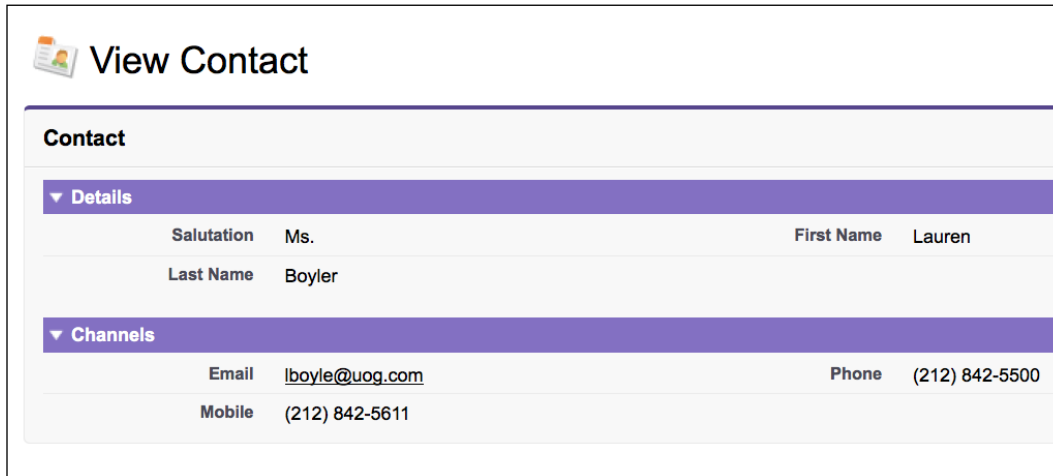 View Contact
Contact
Details
Salutation Ms. First Name Lauren
Last Name Boyler
Channels
Email lboyle@uog.com Phone (212) 842-5500
Mobile (212) 842-5611